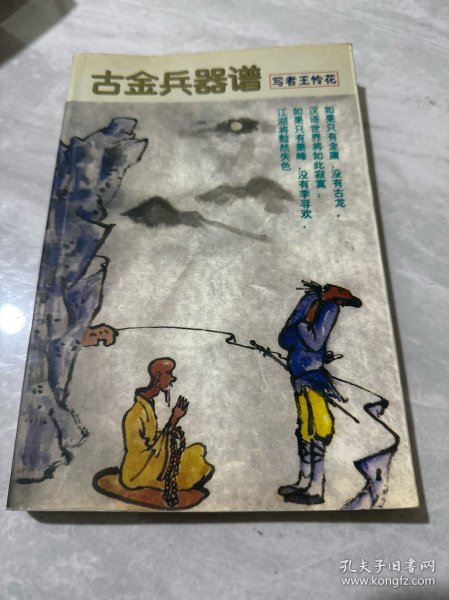 古金兵器谱
写者王怜花
如果只有金庸，没有古龙，
汉语世界将如此寂寞；
如果只有萧峰，没有李寻欢，
江湖将黯然失色
孔夫子旧书网
www.kongfz.com